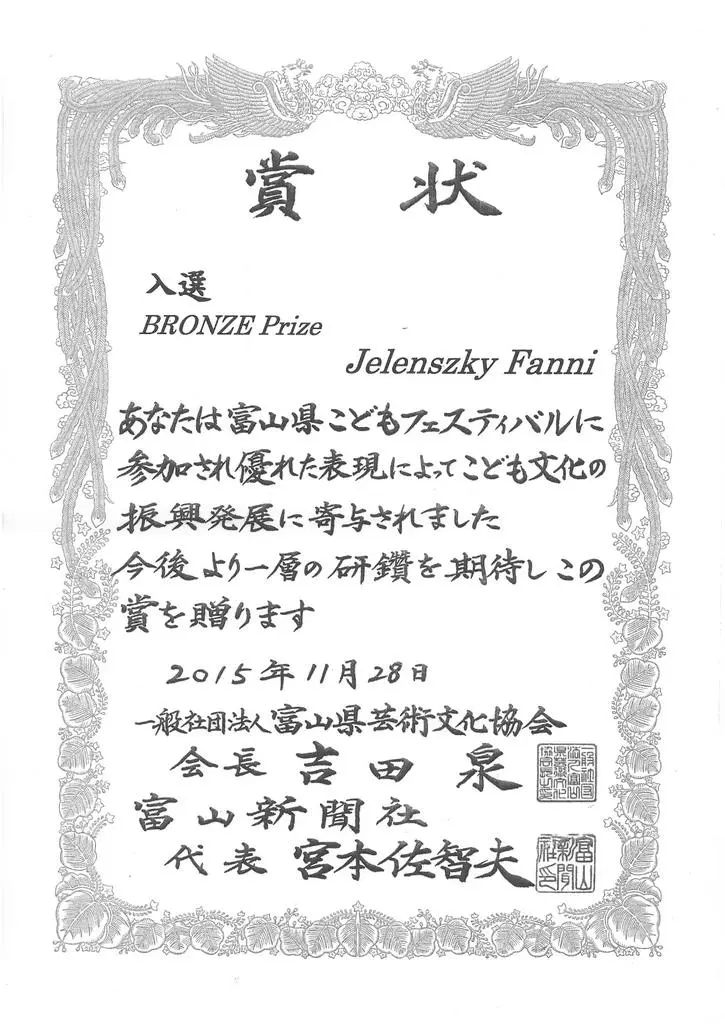 賞状
入選
BRONZE Prize
Jelenszky Fanni
あなたは富山県こどもフェスティバルに
参加され優れた表現によってこども文化の
振興発展に寄与されました
今後より一層の研鑽を期待しこの
賞を贈ります
2015年11月28日
一般社団法人富山県芸術文化協会
会長 吉田 泉
富山新聞社
代表 宮本佐智夫
富山新聞社印